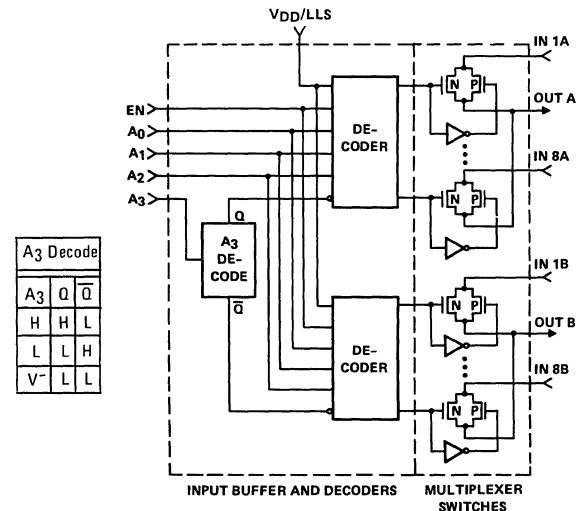 VDD/LLS
IN 1A
N P
OUT A
EN
A0
A1
A2
A3
DE-
CODER
IN 8A
N P
Q
A3
DE-
CODE
Q̅
A3 Decode
A3 Q Q̅
H H L
L L H
V- L L
IN 1B
N P
OUT B
DE-
CODER
IN 8B
N P
INPUT BUFFER AND DECODERS
MULTIPLEXER
SWITCHES